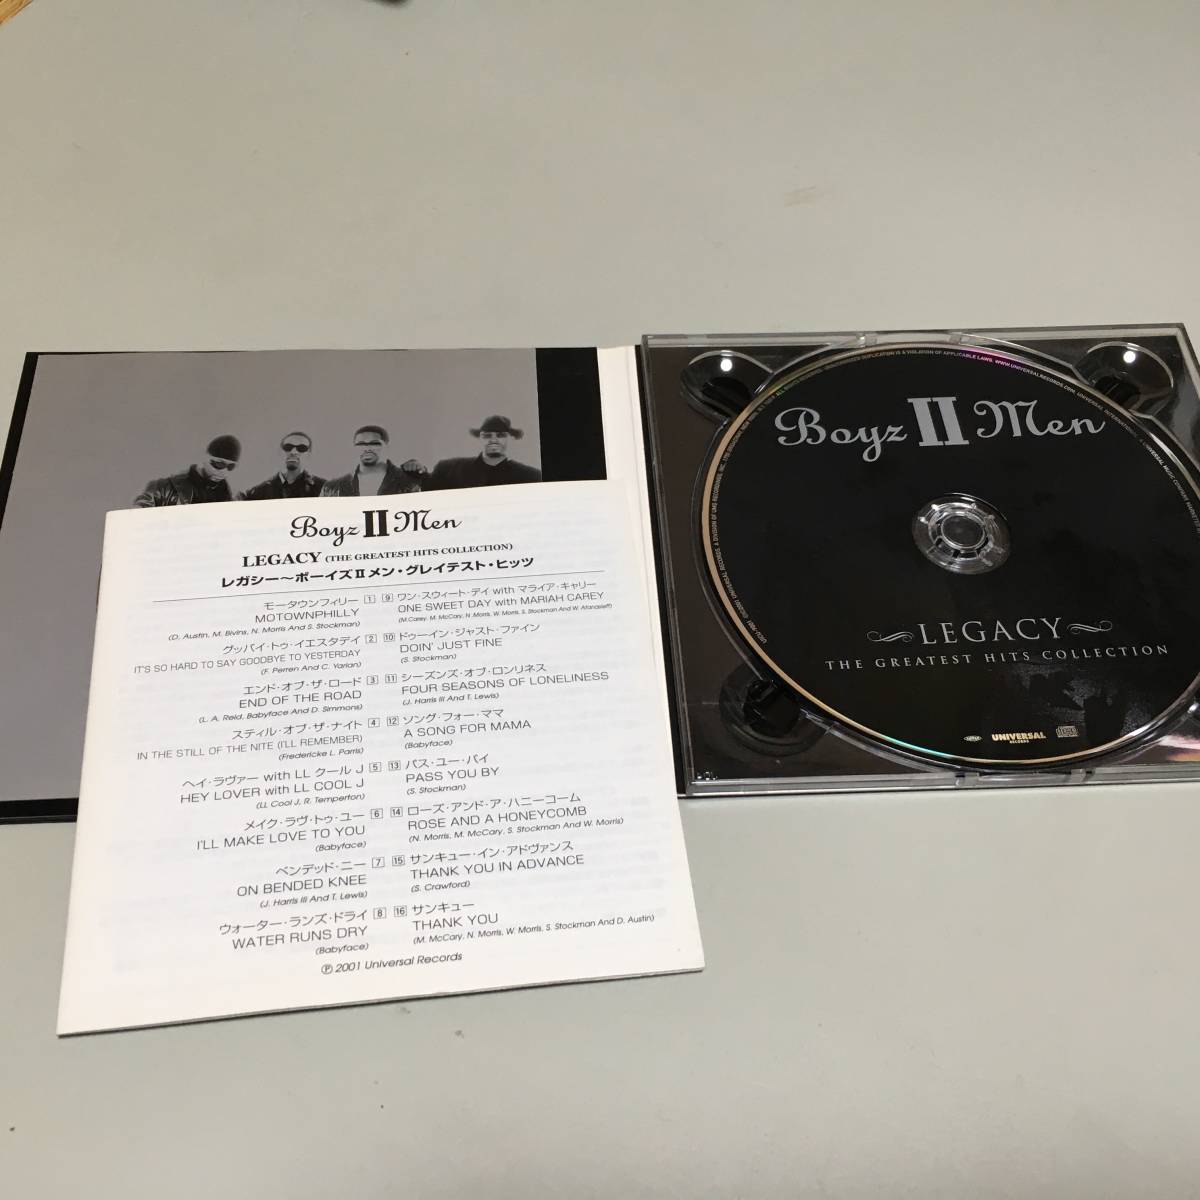 Boyz II Men
LEGACY (THE GREATEST HITS COLLECTION)
レガシー～ボーイズⅡメン・グレイテスト・ヒッツ
モータウンフィリー 1
MOTOWNPHILLY
(D. Austin, M. Bivins, N. Morris And S. Stockman)
グッバイ・トゥ・イエスタデイ 2
IT'S SO HARD TO SAY GOODBYE TO YESTERDAY
(F. Perren And C. Yarian)
エンド・オブ・ザ・ロード 3
END OF THE ROAD
(L. A. Reid, Babyface And D. Simmons)
スティル・オブ・ザ・ナイト 4
IN THE STILL OF THE NITE (I'LL REMEMBER)
(Fredericke L. Parris)
ヘイ・ラヴァー with LL クール J 5
HEY LOVER with LL COOL J
(LL Cool J, R. Temperton)
メイク・ラヴ・トゥ・ユー 6
I'LL MAKE LOVE TO YOU
(Babyface)
ベンデッド・ニー 7
ON BENDED KNEE
(J. Harris III And T. Lewis)
ウォーター・ランズ・ドライ 8
WATER RUNS DRY
(Babyface)
9 ワン・スウィート・デイ with マライア・キャリー
ONE SWEET DAY with MARIAH CAREY
(M.Carey, M. McCary, N. Morris, W. Morris, S. Stockman And W. Afanasieff)
10 ドゥーイン・ジャスト・ファイン
DOIN' JUST FINE
(S. Stockman)
11 シーズンズ・オブ・ロンリネス
FOUR SEASONS OF LONELINESS
(J. Harris III And T. Lewis)
12 ソング・フォー・ママ
A SONG FOR MAMA
(Babyface)
13 パス・ユー・バイ
PASS YOU BY
(S. Stockman)
14 ローズ・アンド・ア・ハニーコーム
ROSE AND A HONEYCOMB
(N. Morris, M. McCary, S. Stockman And W. Morris)
15 サンキュー・イン・アドヴァンス
THANK YOU IN ADVANCE
(S. Crawford)
16 サンキュー
THANK YOU
(M. McCary, N. Morris, W. Morris, S. Stockman And D. Austin)
℗ 2001 Universal Records
Boyz II Men
LEGACY
THE GREATEST HITS COLLECTION
UNIVERSAL
RECORDS
DUPLICATION IS A VIOLATION OF APPLICABLE LAWS. WWW.UNIVERSALRECORDS.COM